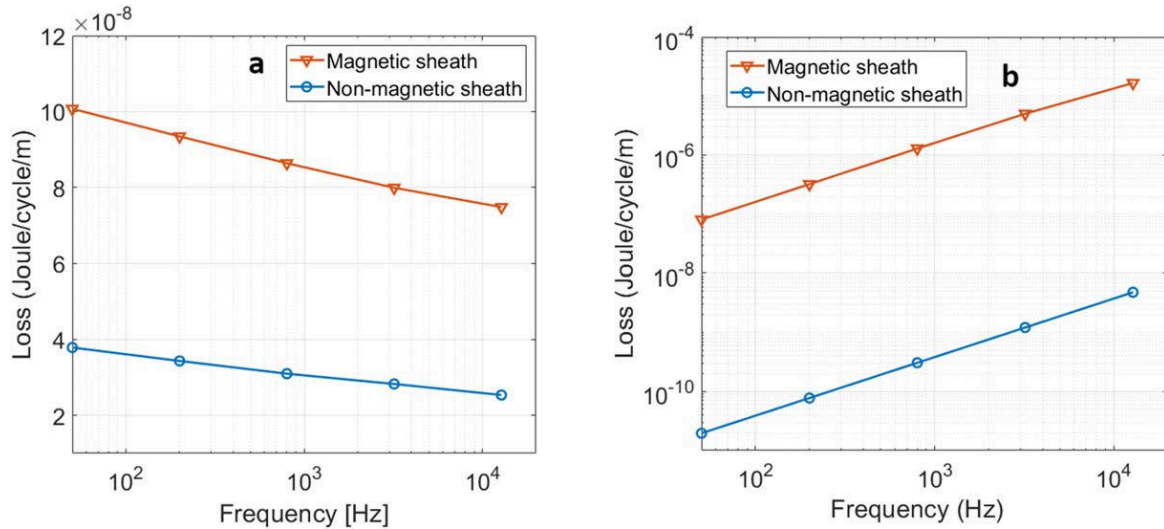 ×10⁻⁸
12
10
8
6
4
2
Loss (Joule/cycle/m)
a
Magnetic sheath
Non-magnetic sheath
10²
10³
10⁴
Frequency [Hz]
10⁻⁴
10⁻⁶
10⁻⁸
10⁻¹⁰
Loss (Joule/cycle/m)
Magnetic sheath
Non-magnetic sheath
b
10²
10³
10⁴
Frequency (Hz)